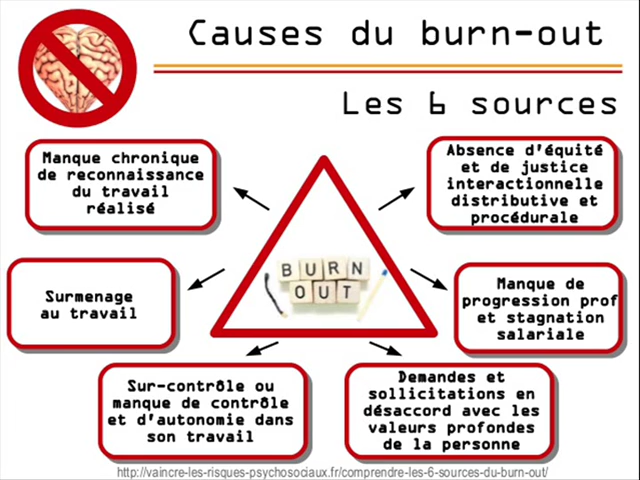 Causes du burn-out
Les 6 sources
Manque chronique
de reconnaissance
du travail
réalisé
Absence d'équité
et de justice
interactionnelle
distributive et
procédurale
BURN
OUT
Surmenage
au travail
Manque de
progression prof
et stagnation
salariale
Sur-contrôle ou
manque de contrôle
et d'autonomie dans
son travail
Demandes et
sollicitations en
désaccord avec les
valeurs profondes
de la personne
http://vaincre-les-risques-psychosociaux.fr/comprendre-les-6-sources-du-burn-out/